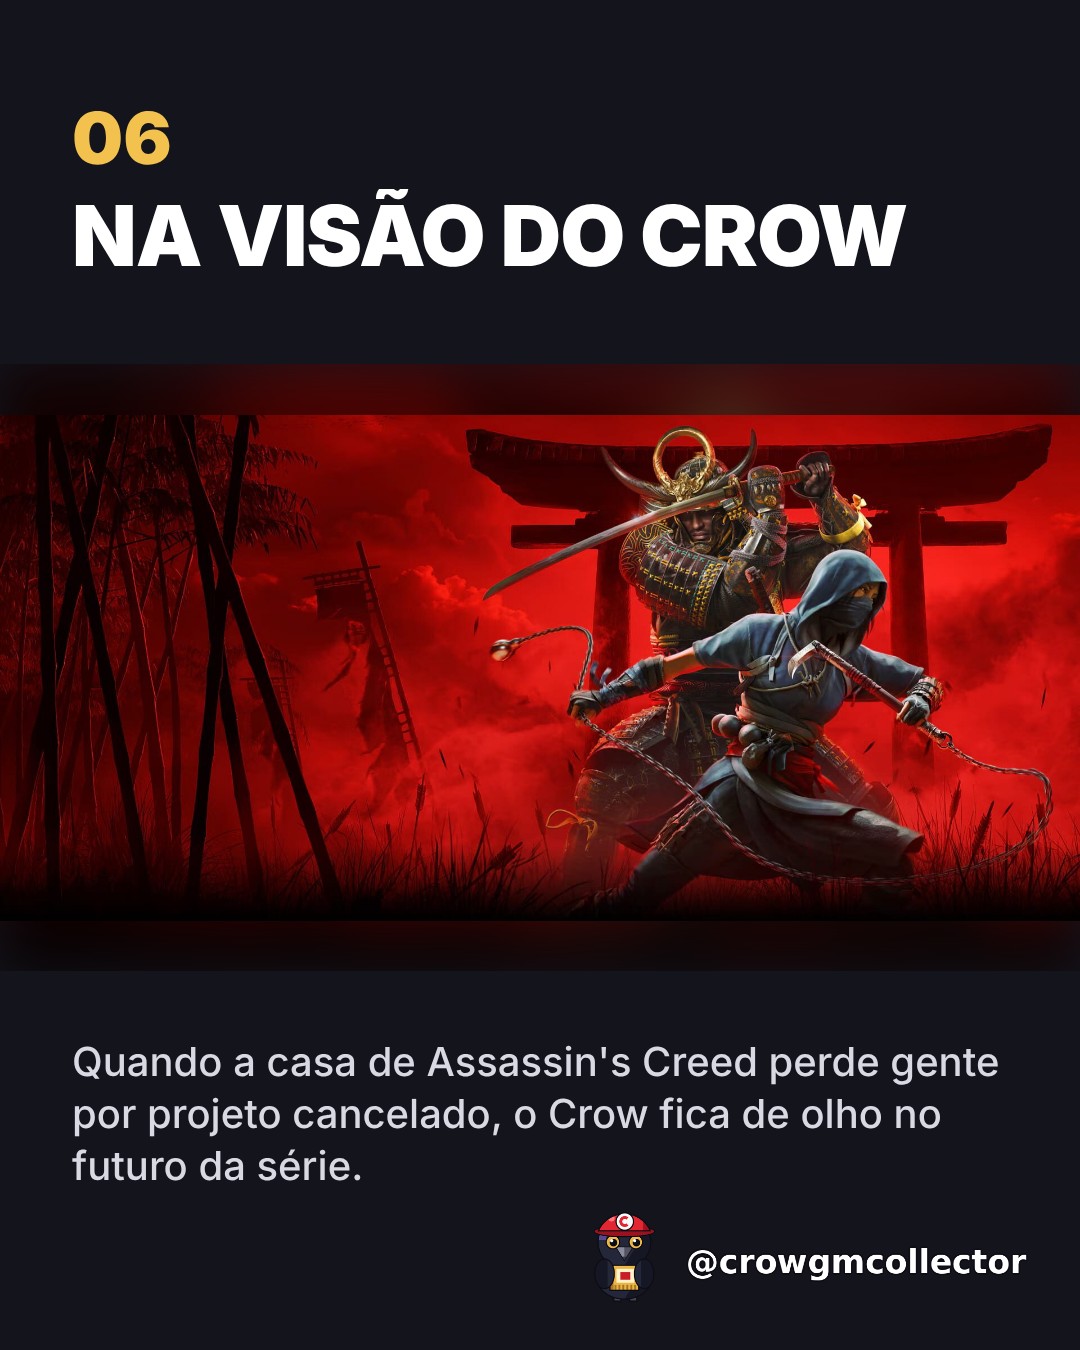 06
NA VISÃO DO CROW
Quando a casa de Assassin's Creed perde gente
por projeto cancelado, o Crow fica de olho no
futuro da série.
C
@crowgmcollector